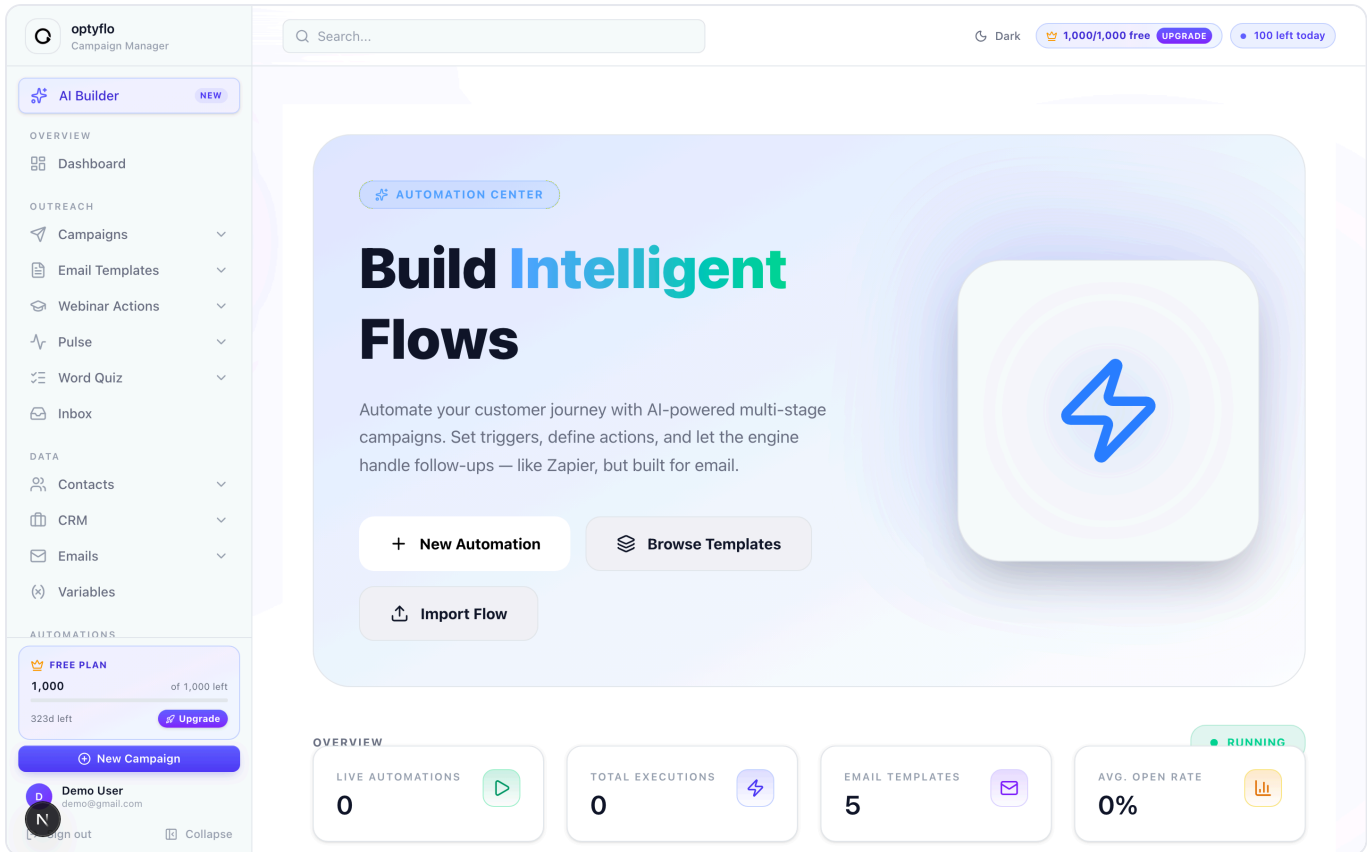 optyflo
Campaign Manager
Search...
Dark
1,000/1,000 free UPGRADE
100 left today
AI Builder NEW
OVERVIEW
Dashboard
OUTREACH
Campaigns
Email Templates
Webinar Actions
Pulse
Word Quiz
Inbox
DATA
Contacts
CRM
Emails
Variables
AUTOMATIONS
FREE PLAN
1,000 of 1,000 left
323d left Upgrade
New Campaign
D
Demo User
demo@gmail.com
N
ign out Collapse
AUTOMATION CENTER
Build Intelligent
Flows
Automate your customer journey with AI-powered multi-stage
campaigns. Set triggers, define actions, and let the engine
handle follow-ups — like Zapier, but built for email.
New Automation
Browse Templates
Import Flow
OVERVIEW
RUNNING
LIVE AUTOMATIONS
0
TOTAL EXECUTIONS
0
EMAIL TEMPLATES
5
AVG. OPEN RATE
0%